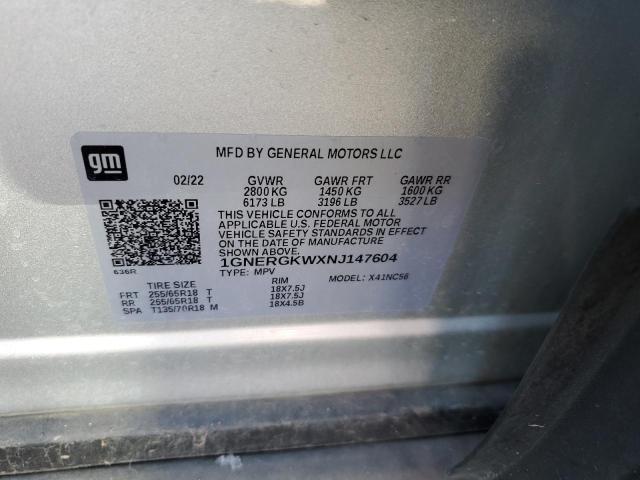 gm
MFD BY GENERAL MOTORS LLC
02/22 GVWR GAWR FRT GAWR RR
2800 KG 1450 KG 1600 KG
6173 LB 3196 LB 3527 LB
THIS VEHICLE CONFORMS TO ALL
APPLICABLE U.S. FEDERAL MOTOR
VEHICLE SAFETY STANDARDS IN
EFFECT ON THE DATE OF MANUFACTURE
SHOWN ABOVE.
1GNERGKWXNJ147604
636R
TYPE: MPV MODEL: X41NC56
TIRE SIZE RIM
FRT 255/65R18 T 18X7.5J
RR 255/65R18 T 18X7.5J
SPA T135/70R18 M 18X4.5B